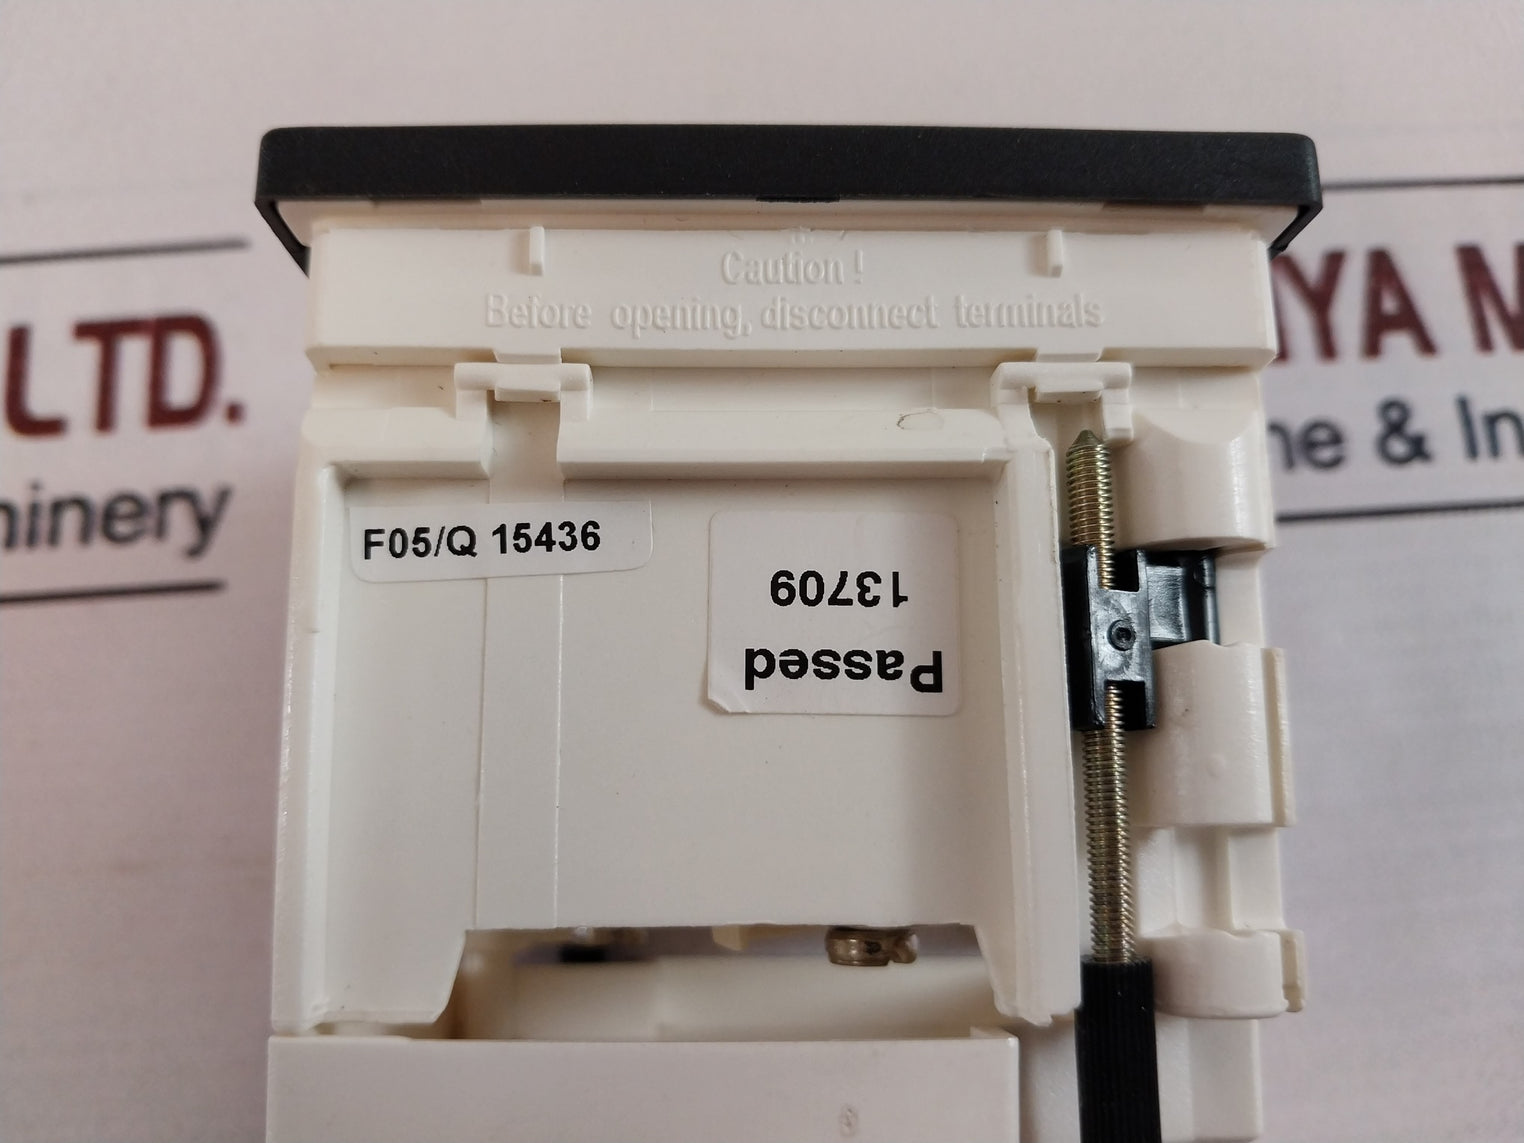 Caution !
Before opening, disconnect terminals
LTD.
YA
ne & In
hinery
F05/Q 15436
Passed
13709